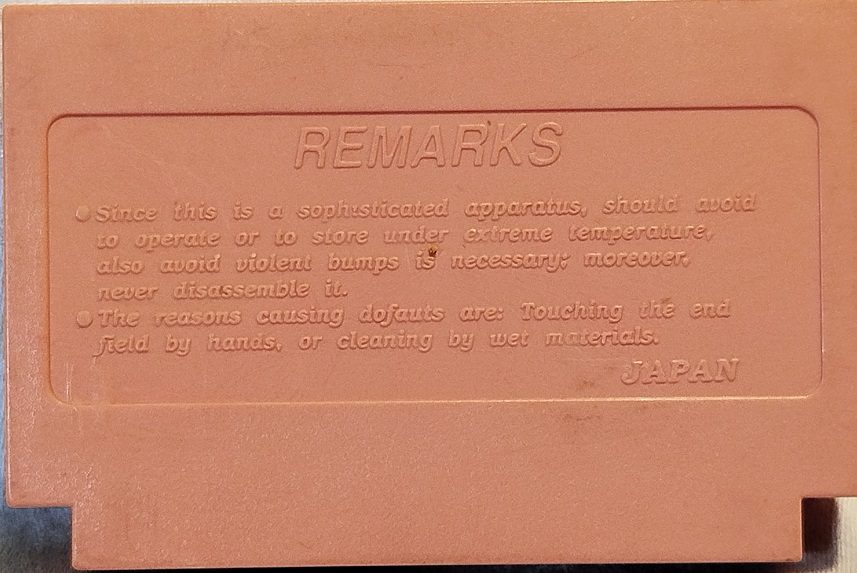 REMARKS
●Since this is a sophisticated apparatus, should avoid
to operate or to store under extreme temperature,
also avoid violent bumps is necessary; moreover,
never disassemble it.
●The reasons causing dofauts are: Touching the end
field by hands, or cleaning by wet materials.
JAPAN